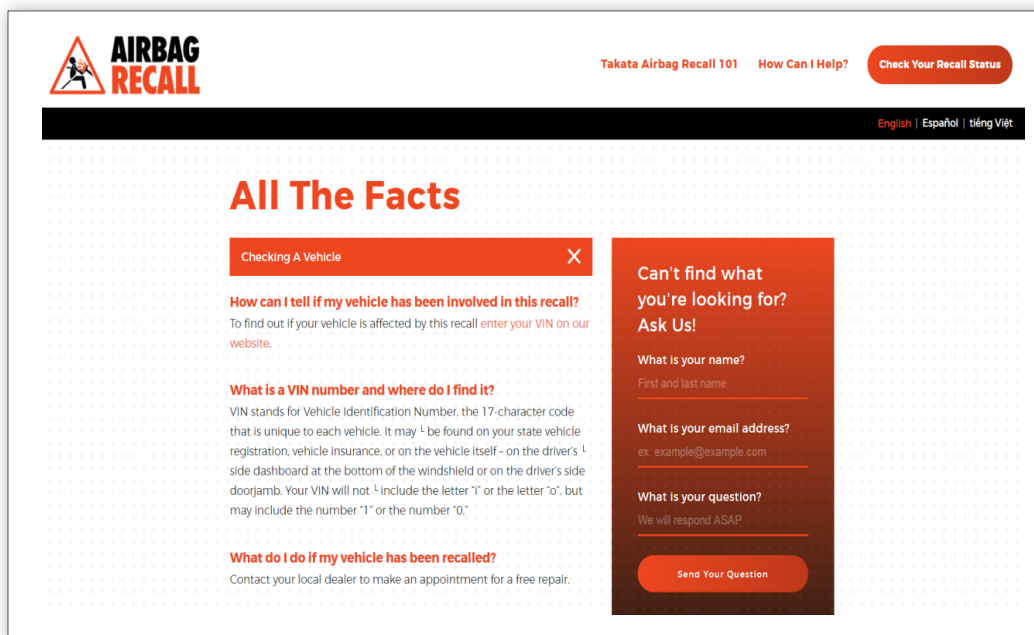 AIRBAG
RECALL
Takata Airbag Recall 101 How Can I Help? Check Your Recall Status
English | Español | tiếng Việt
All The Facts
Checking A Vehicle X
How can I tell if my vehicle has been involved in this recall?
To find out if your vehicle is affected by this recall enter your VIN on our
website.
What is a VIN number and where do I find it?
VIN stands for Vehicle Identification Number, the 17-character code
that is unique to each vehicle. It may └ be found on your state vehicle
registration, vehicle insurance, or on the vehicle itself – on the driver's └
side dashboard at the bottom of the windshield or on the driver's side
doorjamb. Your VIN will not └ include the letter "i" or the letter "o", but
may include the number "1" or the number "0."
What do I do if my vehicle has been recalled?
Contact your local dealer to make an appointment for a free repair.
Can't find what
you're looking for?
Ask Us!
What is your name?
First and last name
What is your email address?
ex: example@example.com
What is your question?
We will respond ASAP
Send Your Question